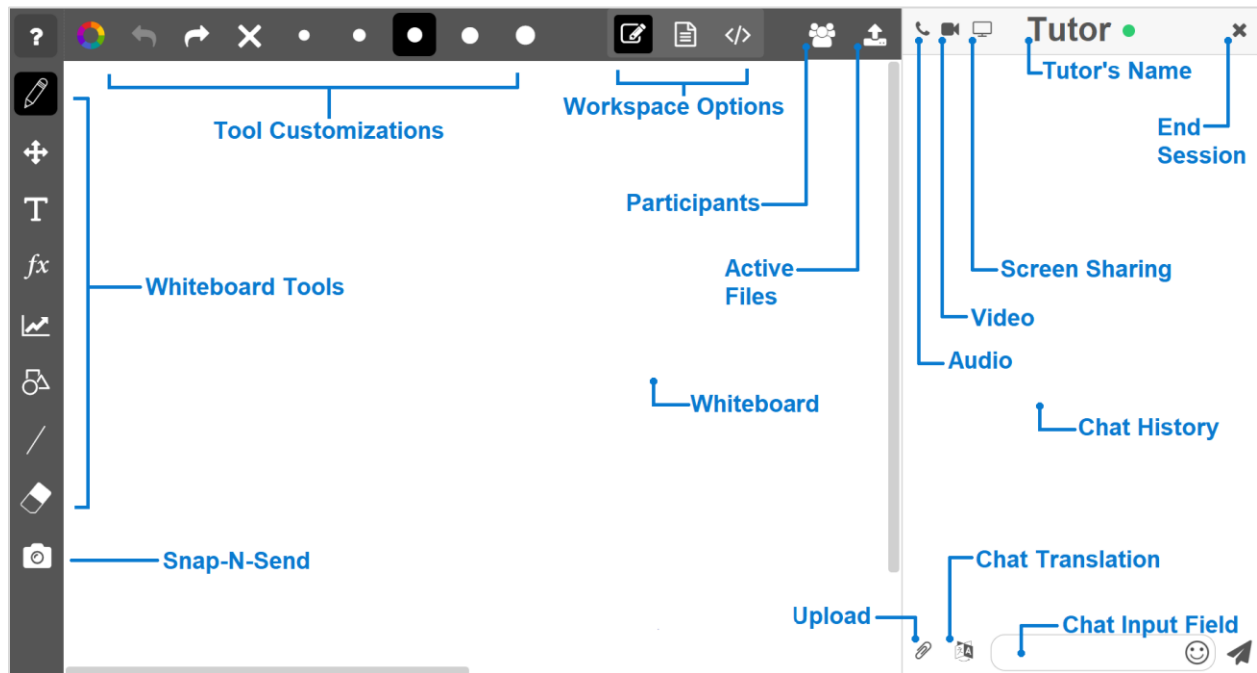 ?
</>
Tutor
Tutor's Name
Tool Customizations
Workspace Options
End
Session
T
Participants
fx
Whiteboard Tools
Active
Files
Screen Sharing
Video
Audio
Whiteboard
Chat History
Snap-N-Send
Chat Translation
Upload
Chat Input Field
A